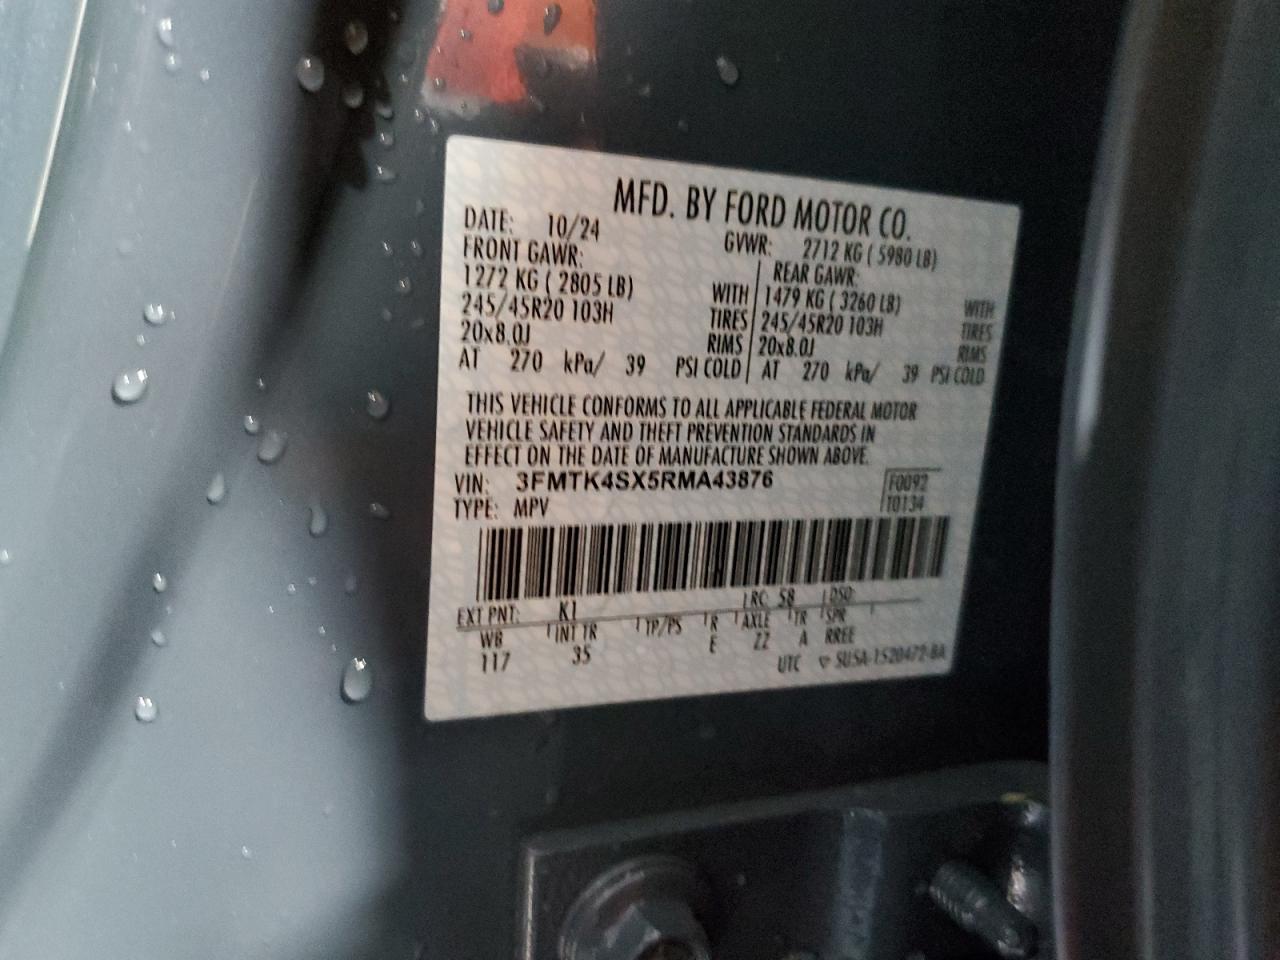 MFD. BY FORD MOTOR CO.
DATE: 10/24 GVWR: 2712 KG ( 5980 LB)
FRONT GAWR: REAR GAWR:
1272 KG ( 2805 LB) WITH 1479 KG ( 3260 LB) WITH
245/45R20 103H TIRES 245/45R20 103H TIRES
20x8.0J RIMS 20x8.0J RIMS
AT 270 kPa/ 39 PSI COLD AT 270 kPa/ 39 PSI COLD
THIS VEHICLE CONFORMS TO ALL APPLICABLE FEDERAL MOTOR
VEHICLE SAFETY AND THEFT PREVENTION STANDARDS IN
EFFECT ON THE DATE OF MANUFACTURE SHOWN ABOVE.
VIN: 3FMTK4SX5RMA43876 F0092
TYPE: MPV T0134
EXT PNT: K1 RC: 58 DSO:
WB INT TR TP/PS R AXLE TR SPR
117 35 E ZZ A RREE
UTC ▽ SU5A-1520472-BA